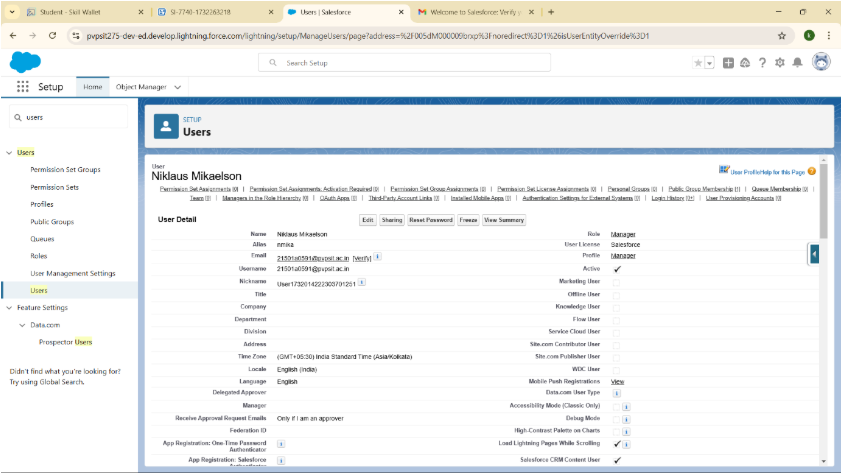 Student - Skill Wallet
SI-7740-1732263218
Users | Salesforce
Welcome to Salesforce: Verify y
pvpsit275-dev-ed.develop.lightning.force.com/lightning/setup/ManageUsers/page?address=%2F005dM000009brxp%3Fnoredirect%3D1%26isUserEntityOverride%3D1
Search Setup
Setup Home Object Manager
users
Users
Permission Set Groups
Permission Sets
Profiles
Public Groups
Queues
Roles
User Management Settings
Users
Feature Settings
Data.com
Prospector Users
Didn't find what you're looking for?
Try using Global Search.
SETUP
Users
User
Niklaus Mikaelson
User Profile Help for this Page
Permission Set Assignments [0] | Permission Set Assignments: Activation Required [0] | Permission Set Group Assignments [0] | Permission Set License Assignments [0] | Personal Groups [0] | Public Group Membership [1] | Queue Membership [0] |
Team [0] | Managers in the Role Hierarchy [0] | OAuth Apps [0] | Third-Party Account Links [0] | Installed Mobile Apps [0] | Authentication Settings for External Systems [0] | Login History [0+] | User Provisioning Accounts [0]
User Detail Edit Sharing Reset Password Freeze View Summary
Name Niklaus Mikaelson Role Manager
Alias nmika User License Salesforce
Email 21501a0591@pvpsit.ac.in [Verify] i Profile Manager
Username 21501a0591@pvpsit.ac.in Active ✓
Nickname User1732014222303701251 i Marketing User
Title Offline User
Company Knowledge User
Department Flow User
Division Service Cloud User
Address Site.com Contributor User
Time Zone (GMT+05:30) India Standard Time (Asia/Kolkata) Site.com Publisher User
Locale English (India) WDC User
Language English Mobile Push Registrations View
Delegated Approver Data.com User Type i
Manager Accessibility Mode (Classic Only) i
Receive Approval Request Emails Only if I am an approver Debug Mode i
Federation ID High-Contrast Palette on Charts i
App Registration: One-Time Password Authenticator i Load Lightning Pages While Scrolling ✓ i
App Registration: Salesforce Authenticator i Salesforce CRM Content User ✓